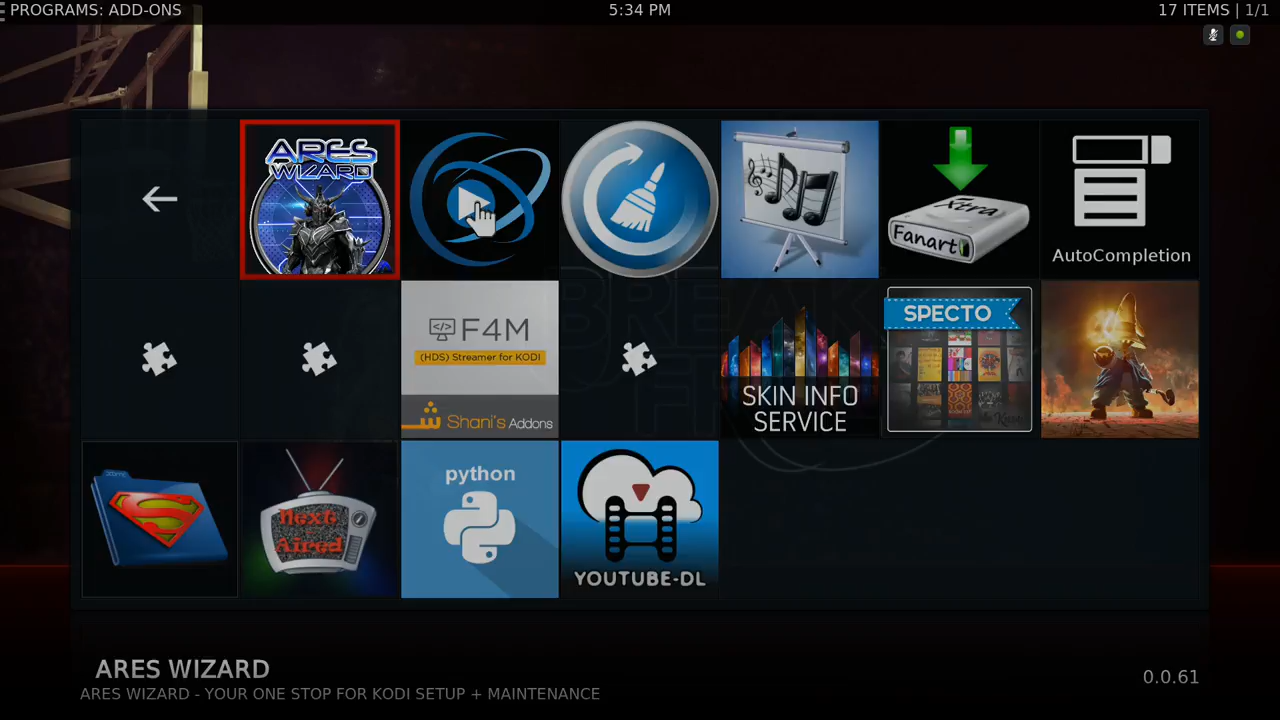 PROGRAMS: ADD-ONS
5:34 PM
17 ITEMS | 1/1
ARES
WIZARD
Xtra
Fanart
AutoCompletion
BREAK
F4M
(HDS) Streamer for KODI
Shani's Addons
SKIN INFO
SERVICE
SPECTO
Next
Aired
python
YOUTUBE-DL
ARES WIZARD
0.0.61
ARES WIZARD - YOUR ONE STOP FOR KODI SETUP + MAINTENANCE